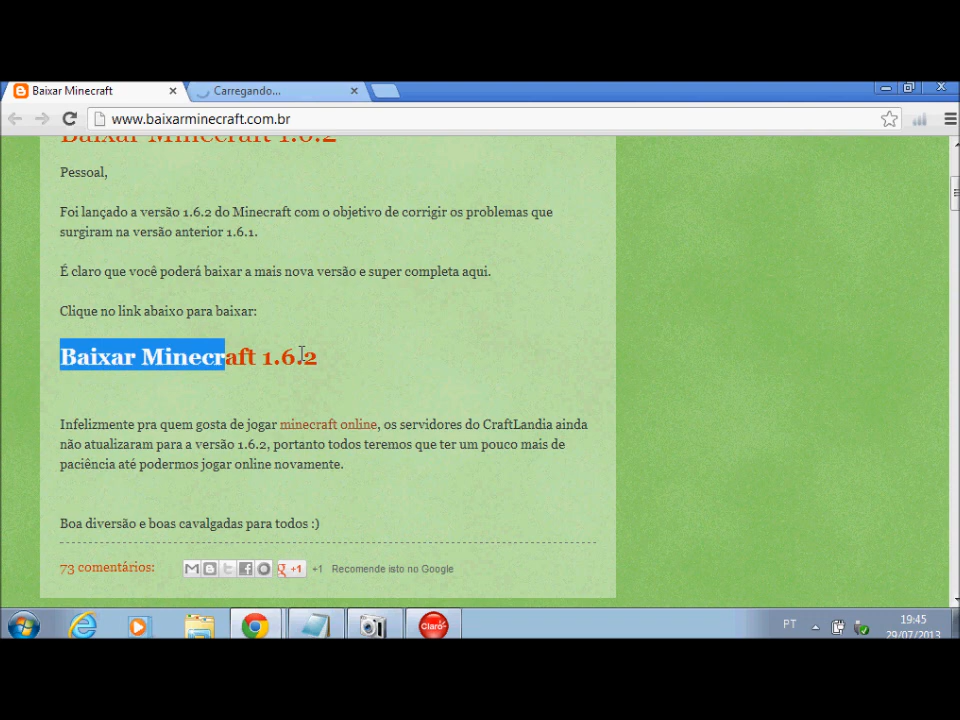 Baixar Minecraft
Carregando...
www.baixarminecraft.com.br
Baixar Minecraft 1.6.2
Pessoal,
Foi lançado a versão 1.6.2 do Minecraft com o objetivo de corrigir os problemas que
surgiram na versão anterior 1.6.1.
É claro que você poderá baixar a mais nova versão e super completa aqui.
Clique no link abaixo para baixar:
Baixar Minecraft 1.6.2
Infelizmente pra quem gosta de jogar minecraft online, os servidores do CraftLandia ainda
não atualizaram para a versão 1.6.2, portanto todos teremos que ter um pouco mais de
paciência até podermos jogar online novamente.
Boa diversão e boas cavalgadas para todos :)
73 comentários:
+1 +1 Recomende isto no Google
Claro
PT
19:45
29/07/2013